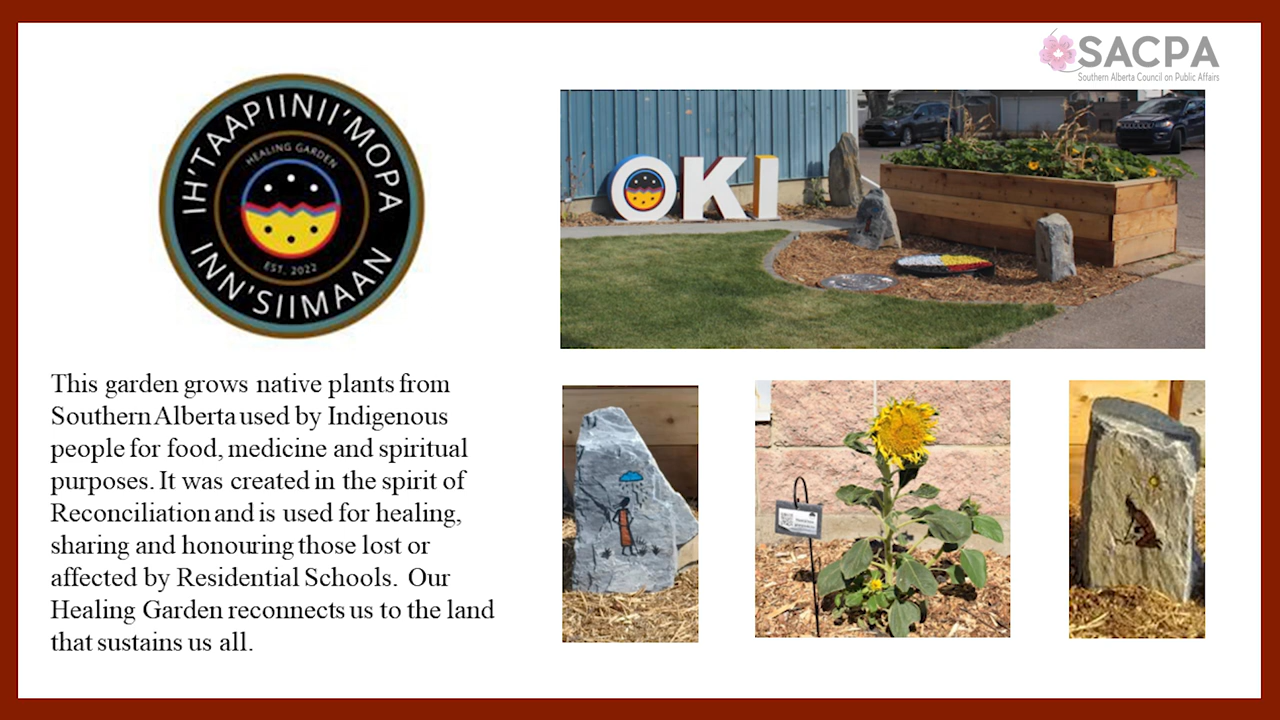 SACPA
Southern Alberta Council on Public Affairs
IH'TAAPIINII'MOPA
HEALING GARDEN
EST. 2022
INN'SIIMAAN
OKI
This garden grows native plants from
Southern Alberta used by Indigenous
people for food, medicine and spiritual
purposes. It was created in the spirit of
Reconciliation and is used for healing,
sharing and honouring those lost or
affected by Residential Schools. Our
Healing Garden reconnects us to the land
that sustains us all.